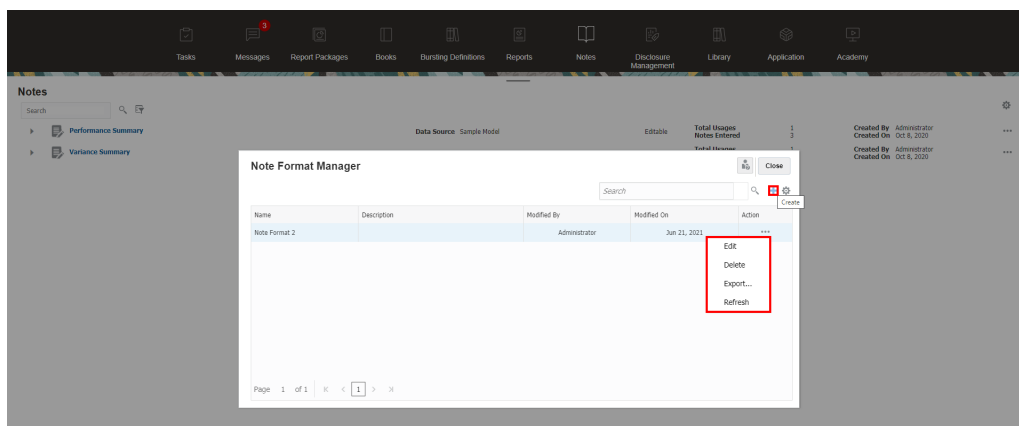 3
Tasks Messages Report Packages Books Bursting Definitions Reports Notes Disclosure Management Library Application Academy
Notes
Search
Performance Summary Data Source Sample Model Editable Total Usages 1 Created By Administrator
Notes Entered 3 Created On Oct 8, 2020
Variance Summary Total Usages 1 Created By Administrator
Created On Oct 8, 2020
Note Format Manager Close
Search
Create
Name Description Modified By Modified On Action
Note Format 2 Administrator Jun 21, 2021
Edit
Delete
Export...
Refresh
Page 1 of 1 1